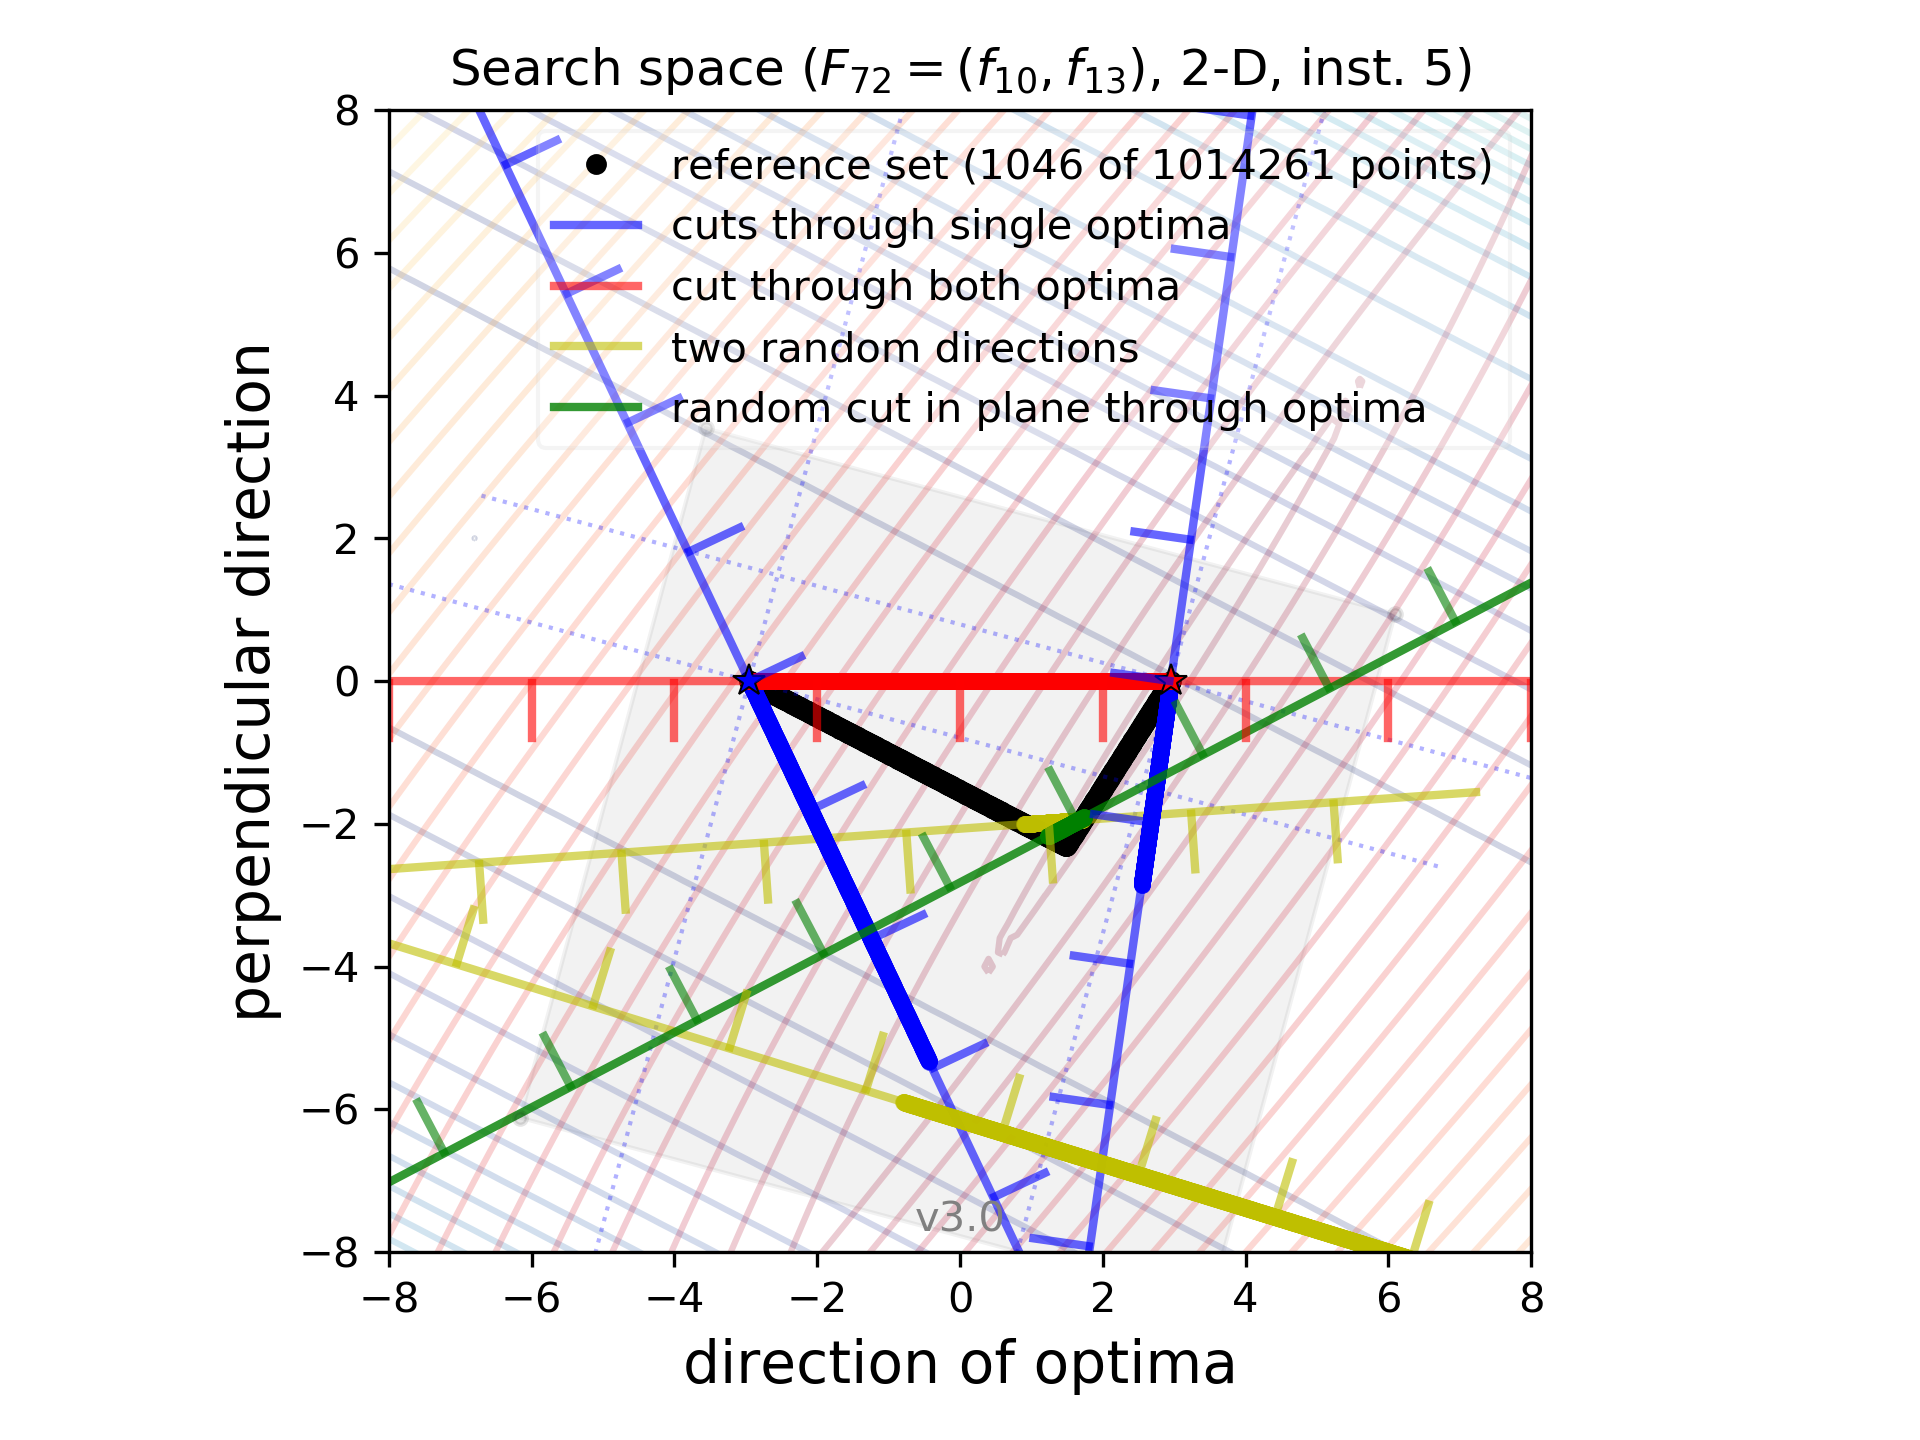 Search space (F72 = (f10, f13), 2-D, inst. 5)
perpendicular direction
8
6
4
2
0
−2
−4
−6
−8
reference set (1046 of 1014261 points)
cuts through single optima
cut through both optima
two random directions
random cut in plane through optima
v3.0
−8 −6 −4 −2 0 2 4 6 8
direction of optima